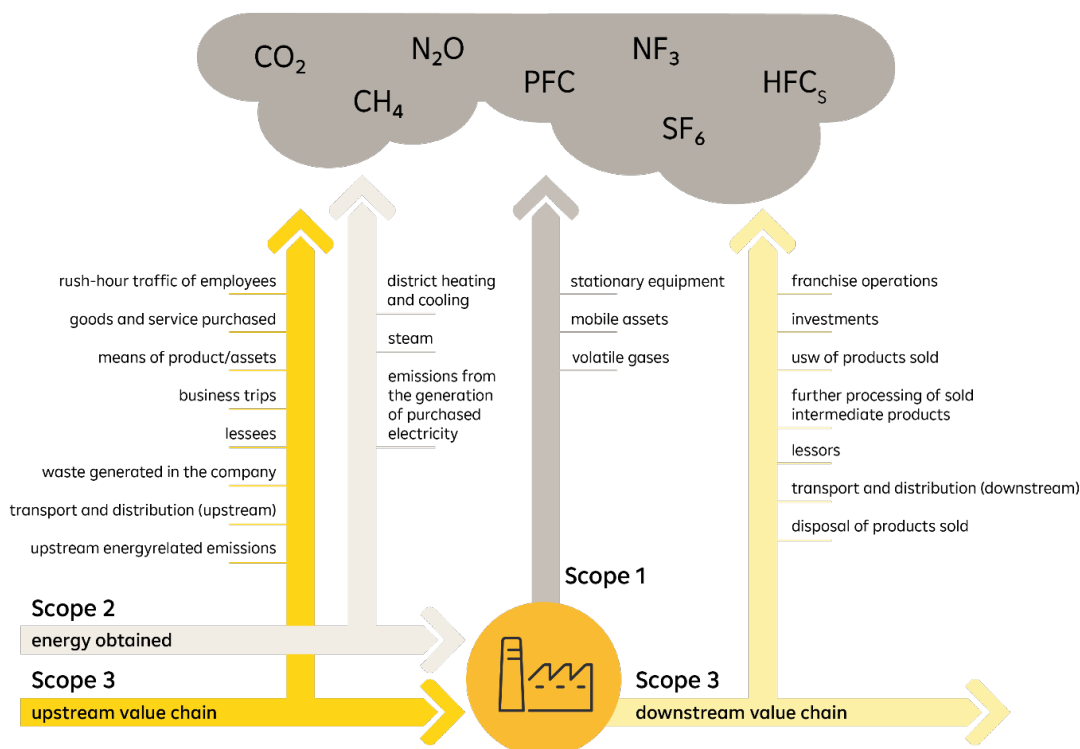 CO₂
N₂O
NF₃
CH₄
PFC
HFCs
SF₆
rush-hour traffic of employees
goods and service purchased
means of product/assets
business trips
lessees
waste generated in the company
transport and distribution (upstream)
upstream energyrelated emissions
district heating
and cooling
steam
emissions from
the generation
of purchased
electricity
stationary equipment
mobile assets
volatile gases
franchise operations
investments
usw of products sold
further processing of sold
intermediate products
lessors
transport and distribution (downstream)
disposal of products sold
Scope 1
Scope 2
energy obtained
Scope 3
upstream value chain
Scope 3
downstream value chain